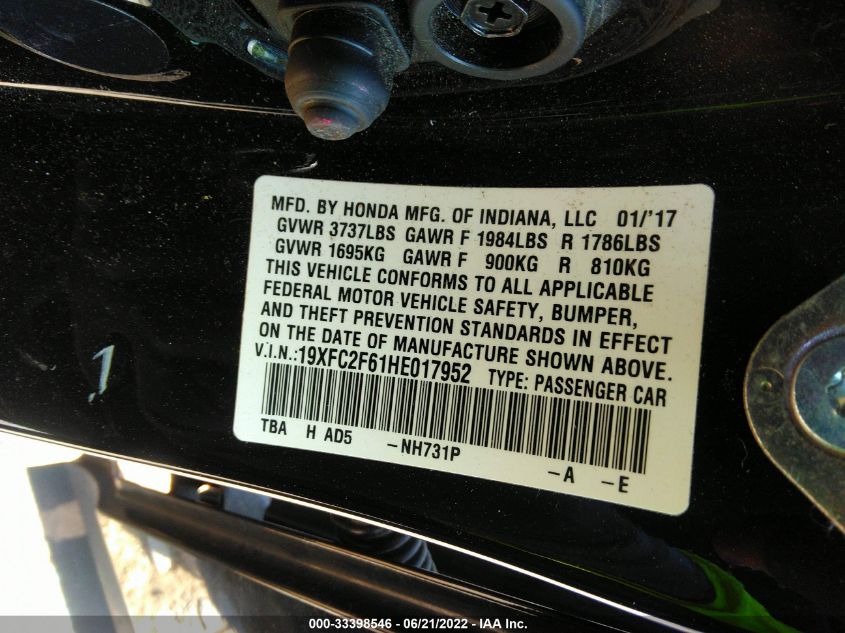 MFD. BY HONDA MFG. OF INDIANA, LLC 01/'17
GVWR 3737LBS GAWR F 1984LBS R 1786LBS
GVWR 1695KG GAWR F 900KG R 810KG
THIS VEHICLE CONFORMS TO ALL APPLICABLE
FEDERAL MOTOR VEHICLE SAFETY, BUMPER,
AND THEFT PREVENTION STANDARDS IN EFFECT
ON THE DATE OF MANUFACTURE SHOWN ABOVE.
V.I.N.:19XFC2F61HE017952 TYPE: PASSENGER CAR
TBA H AD5 -NH731P -A -E
000-33398546 - 06/21/2022 - IAA Inc.